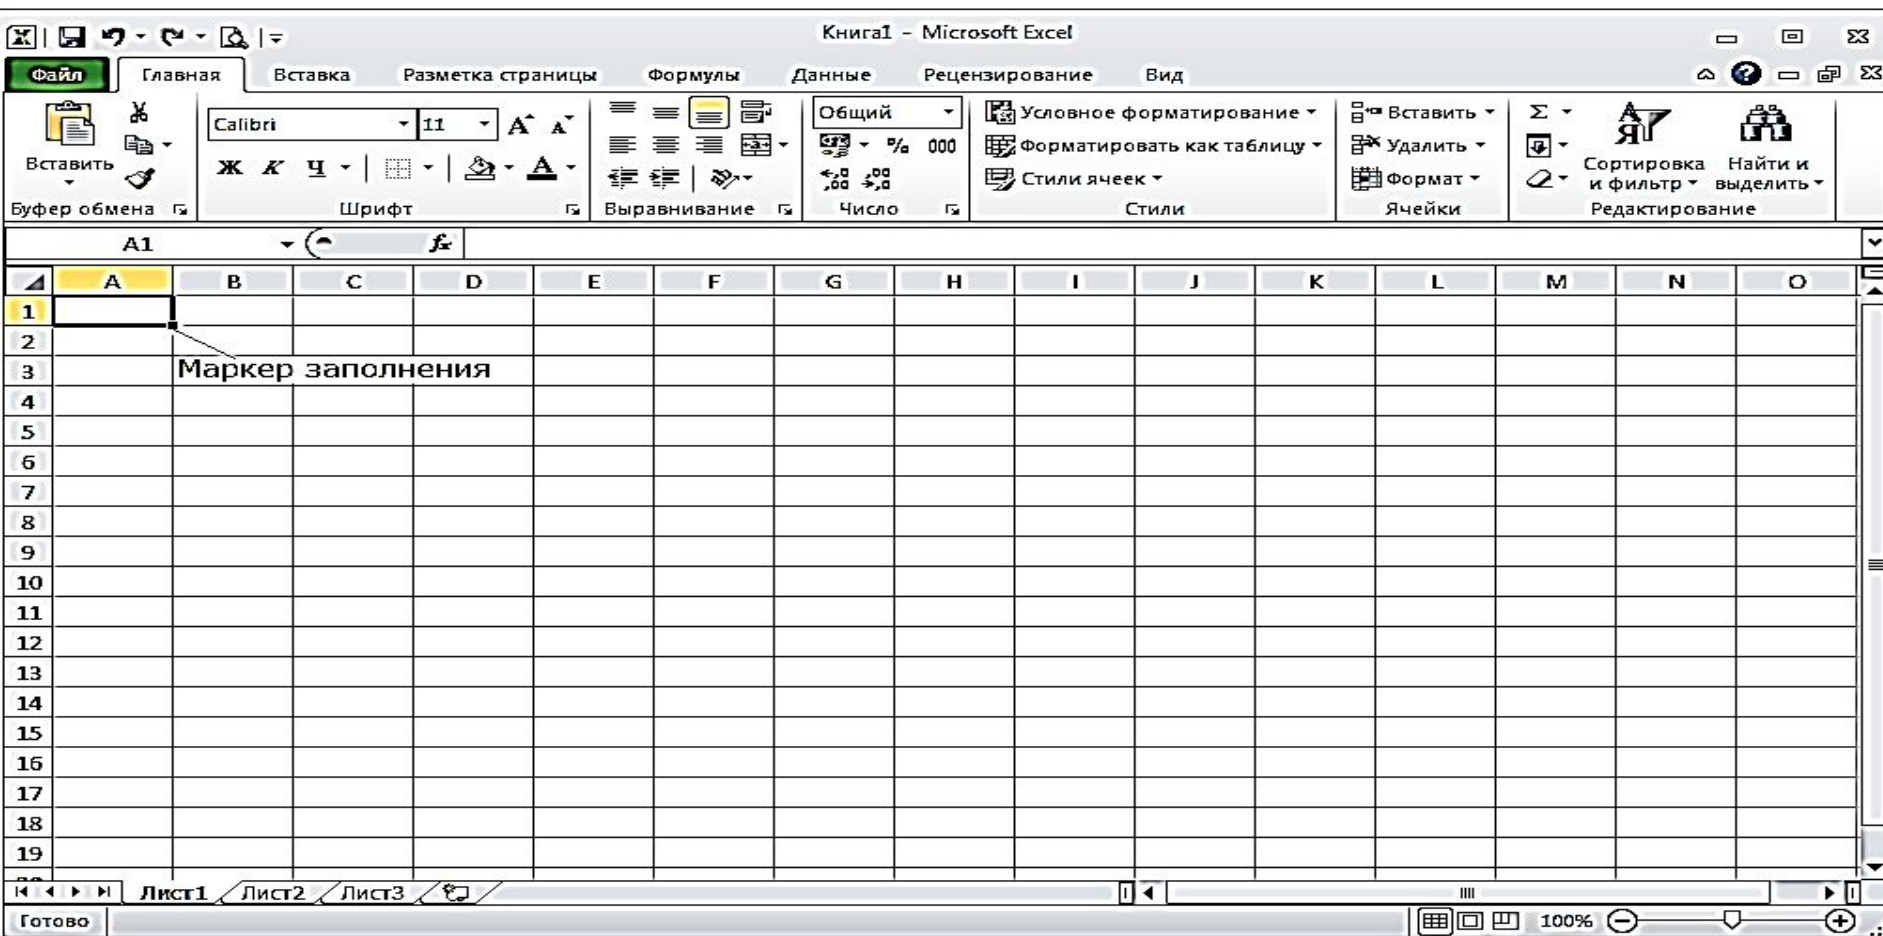 Книга1 - Microsoft Excel
Файл Главная Вставка Разметка страницы Формулы Данные Рецензирование Вид
Calibri 11 A A Общий Условное форматирование Вставить Σ
Ж К Ч А % 000 Форматировать как таблицу Удалить
Вставить Стили ячеек Формат Сортировка и фильтр Найти и выделить
Буфер обмена Шрифт Выравнивание Число Стили Ячейки Редактирование
A1 fx
A B C D E F G H I J K L M N O
1
2
3 Маркер заполнения
4
5
6
7
8
9
10
11
12
13
14
15
16
17
18
19
Лист1 Лист2 Лист3
Готово 100%